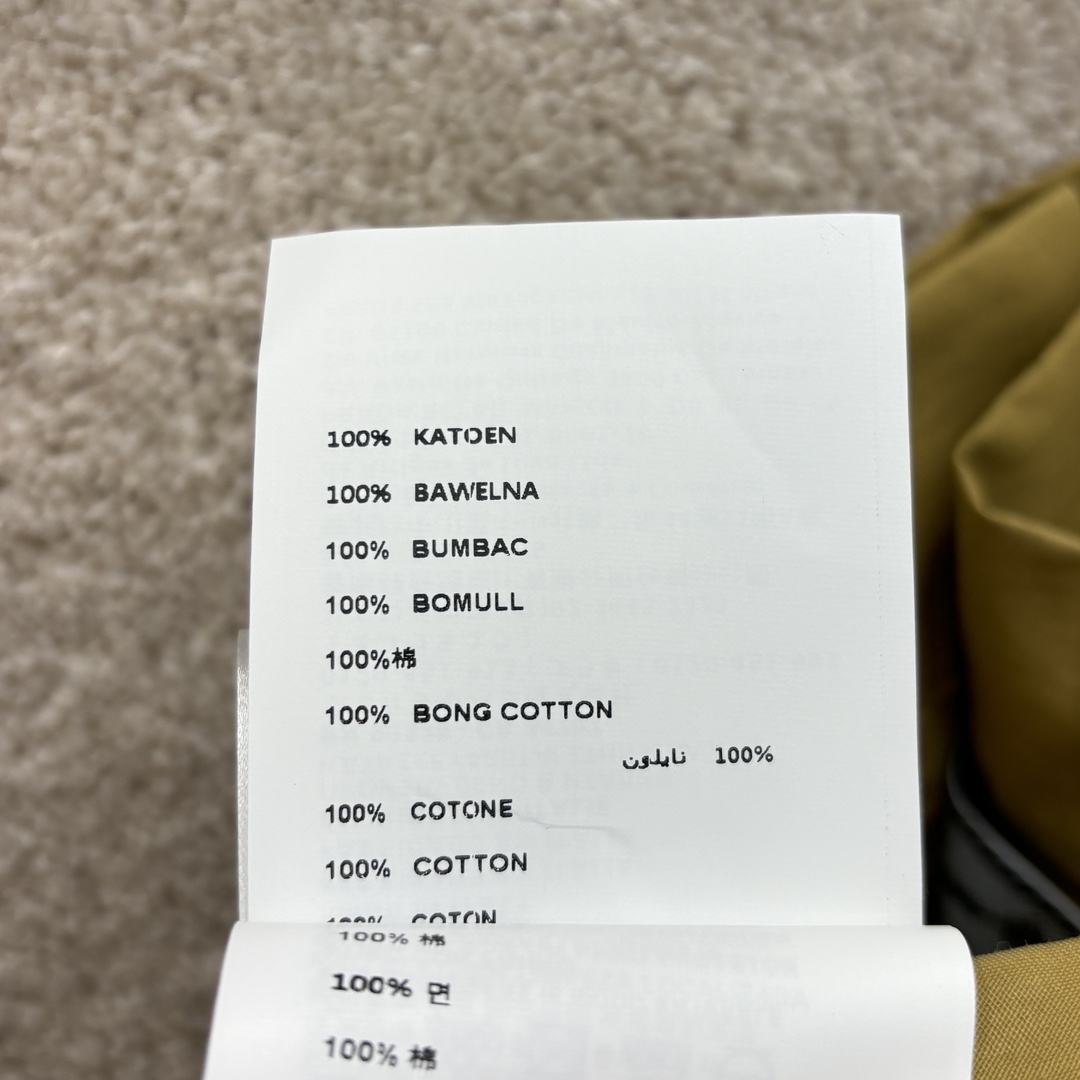 100% KATOEN
100% BAWEŁNA
100% BUMBAC
100% BOMULL
100%棉
100% BONG COTTON
100% نايلون
100% COTONE
100% COTTON
100% COTON
100% 棉
100% 면
100% 棉